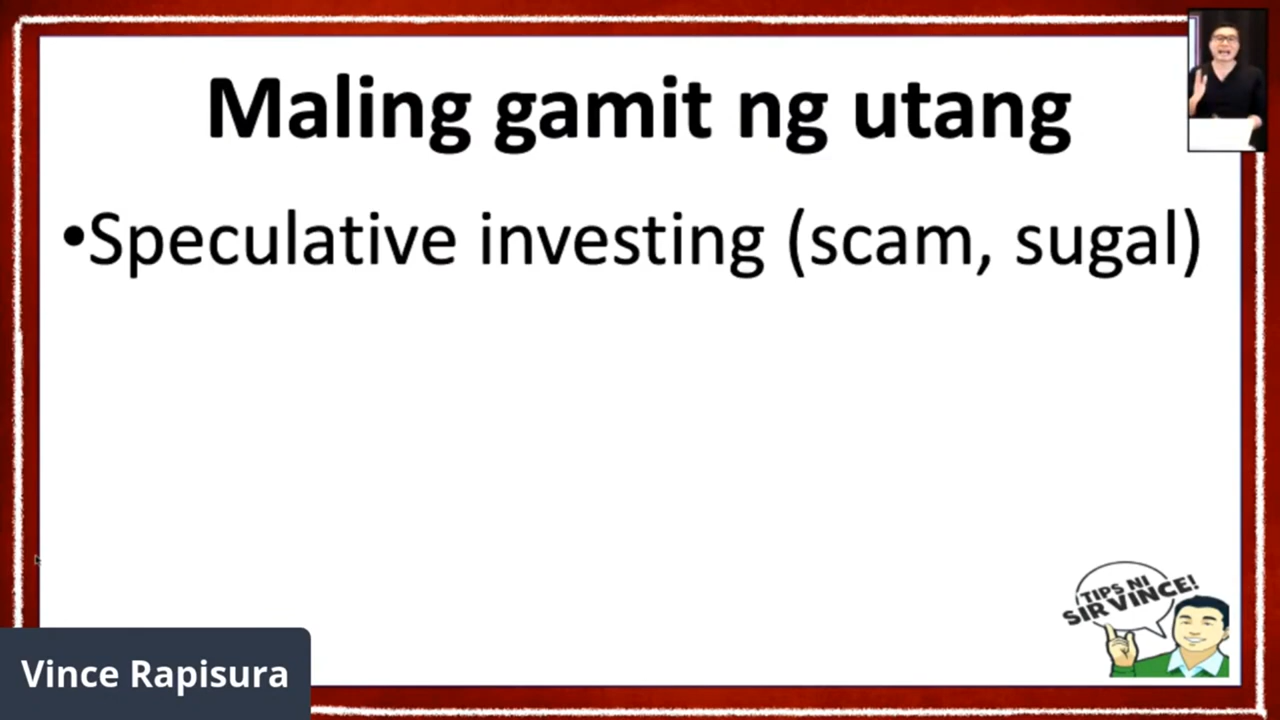 Maling gamit ng utang
•Speculative investing (scam, sugal)
TIPS NI
SIR VINCE!
Vince Rapisura